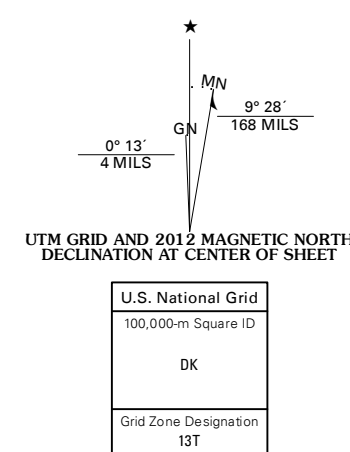 ★
MN
GN
9° 28´
168 MILS
0° 13´
4 MILS
UTM GRID AND 2012 MAGNETIC NORTH
DECLINATION AT CENTER OF SHEET
U.S. National Grid
100,000-m Square ID
DK
Grid Zone Designation
13T